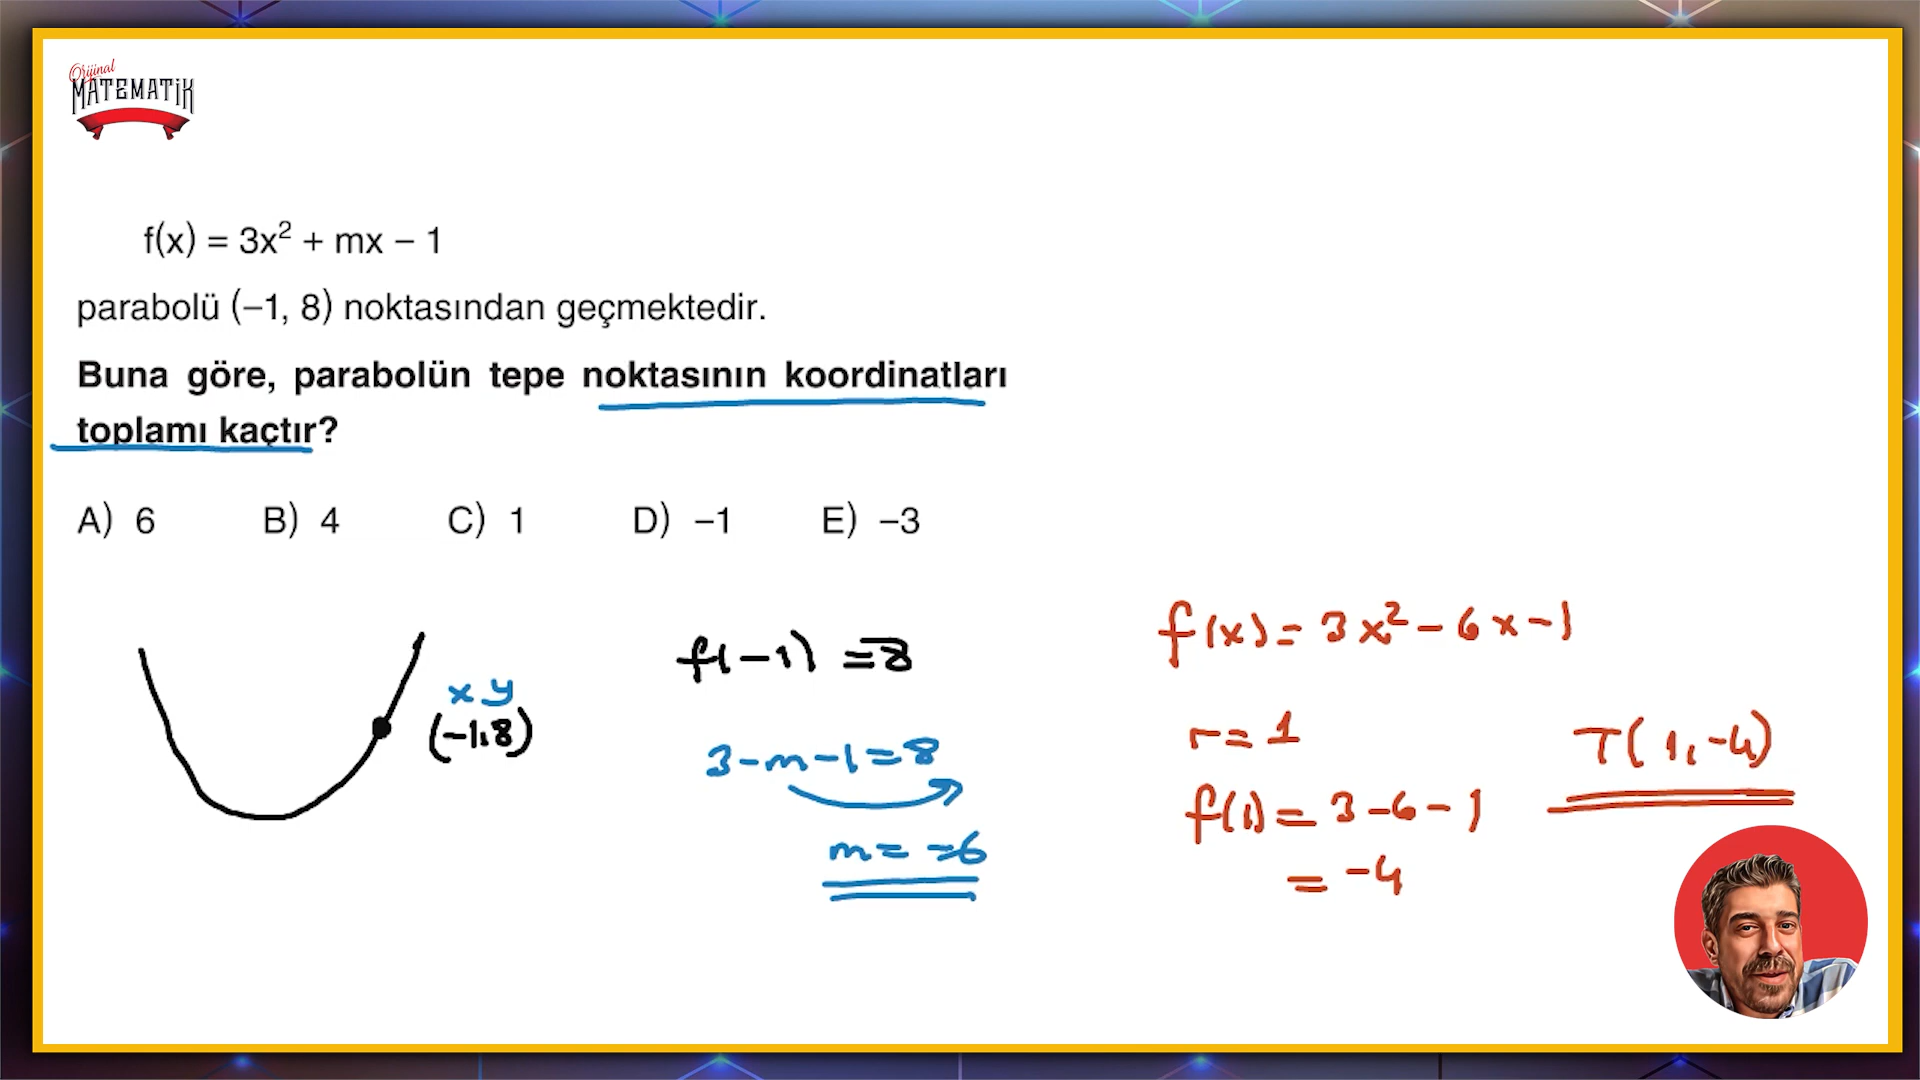 Orijinal
MATEMATİK
f(x) = 3x² + mx – 1
parabolü (–1, 8) noktasından geçmektedir.
Buna göre, parabolün tepe noktasının koordinatları
toplamı kaçtır?
A) 6 B) 4 C) 1 D) –1 E) –3
x y
(-1,8)
f(-1) = 8
3-m-1=8
m= -6
f(x) = 3x² - 6x - 1
r = 1
f(1) = 3-6-1
= -4
T(1,-4)